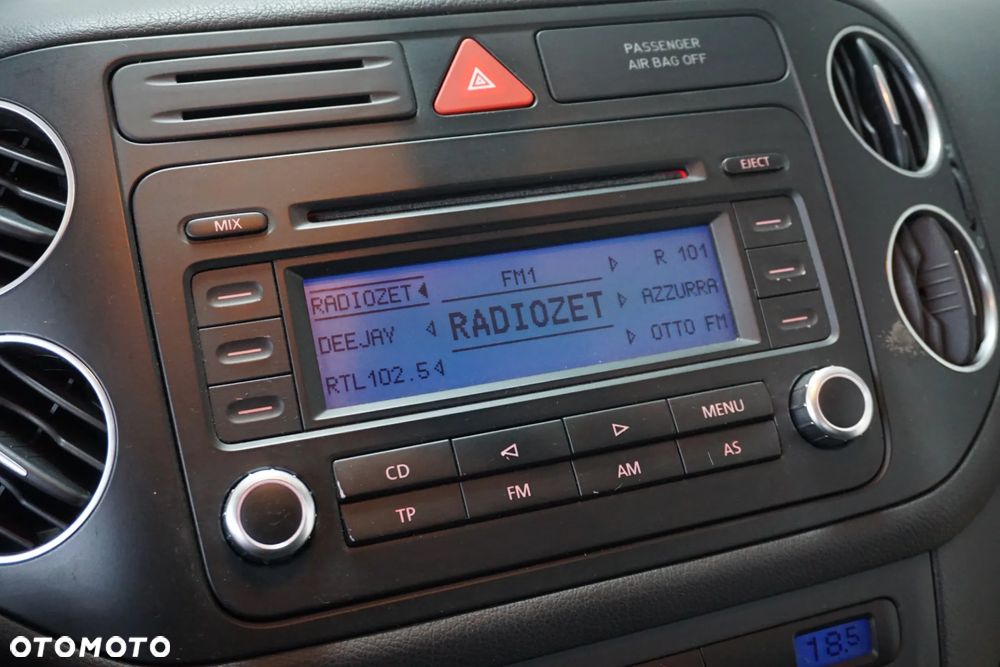 PASSENGER
AIR BAG OFF
EJECT
MIX
RADIOZET
DEEJAY
RTL102.5
FM1
RADIOZET
R 101
AZZURRA
OTTO FM
CD
MENU
TP
FM
AM
AS
18.5
OTOMOTO